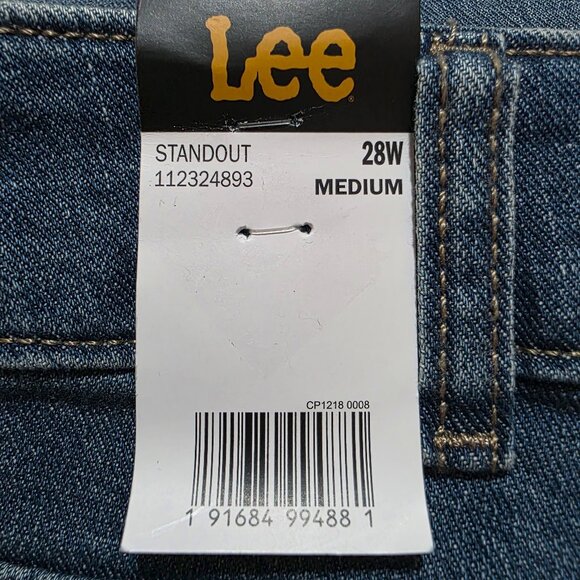 Lee
STANDOUT 28W
112324893 MEDIUM
CP1218 0008
1 91684 99488 1